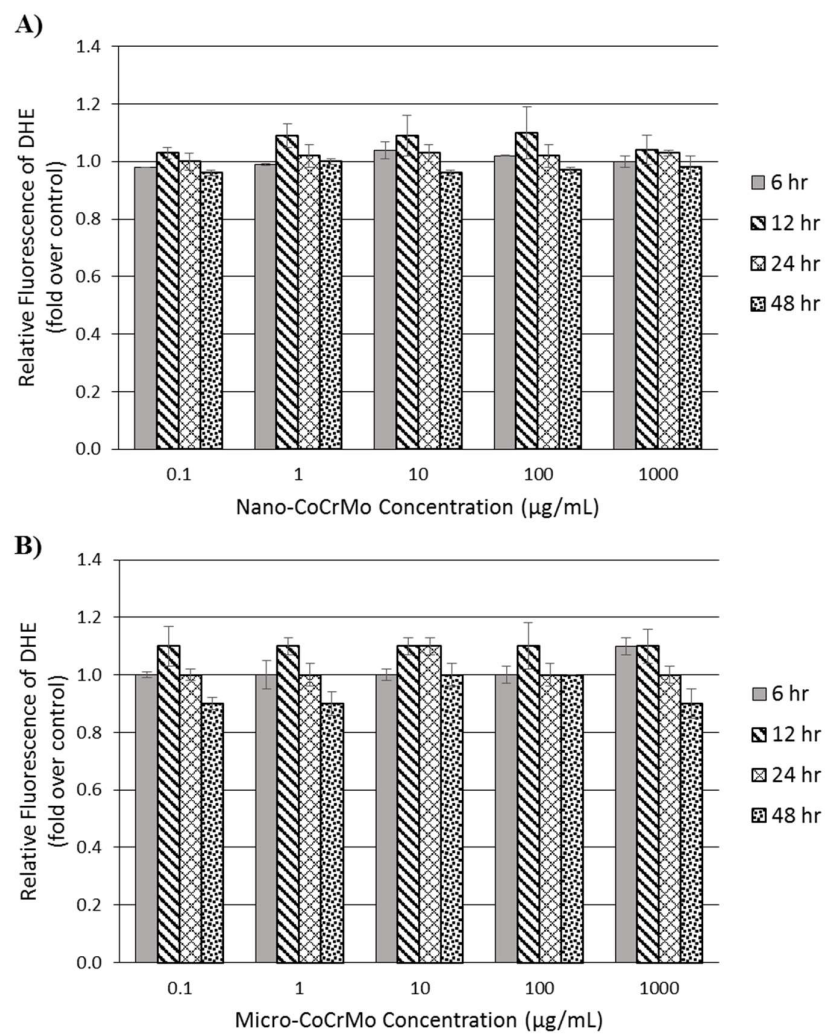 A)
1.4
1.2
1.0
0.8
0.6
0.4
0.2
0.0
Relative Fluorescence of DHE
(fold over control)
0.1 1 10 100 1000
Nano-CoCrMo Concentration (μg/mL)
6 hr
12 hr
24 hr
48 hr
B)
1.4
1.2
1.0
0.8
0.6
0.4
0.2
0.0
Relative Fluorescence of DHE
(fold over control)
0.1 1 10 100 1000
Micro-CoCrMo Concentration (μg/mL)
6 hr
12 hr
24 hr
48 hr